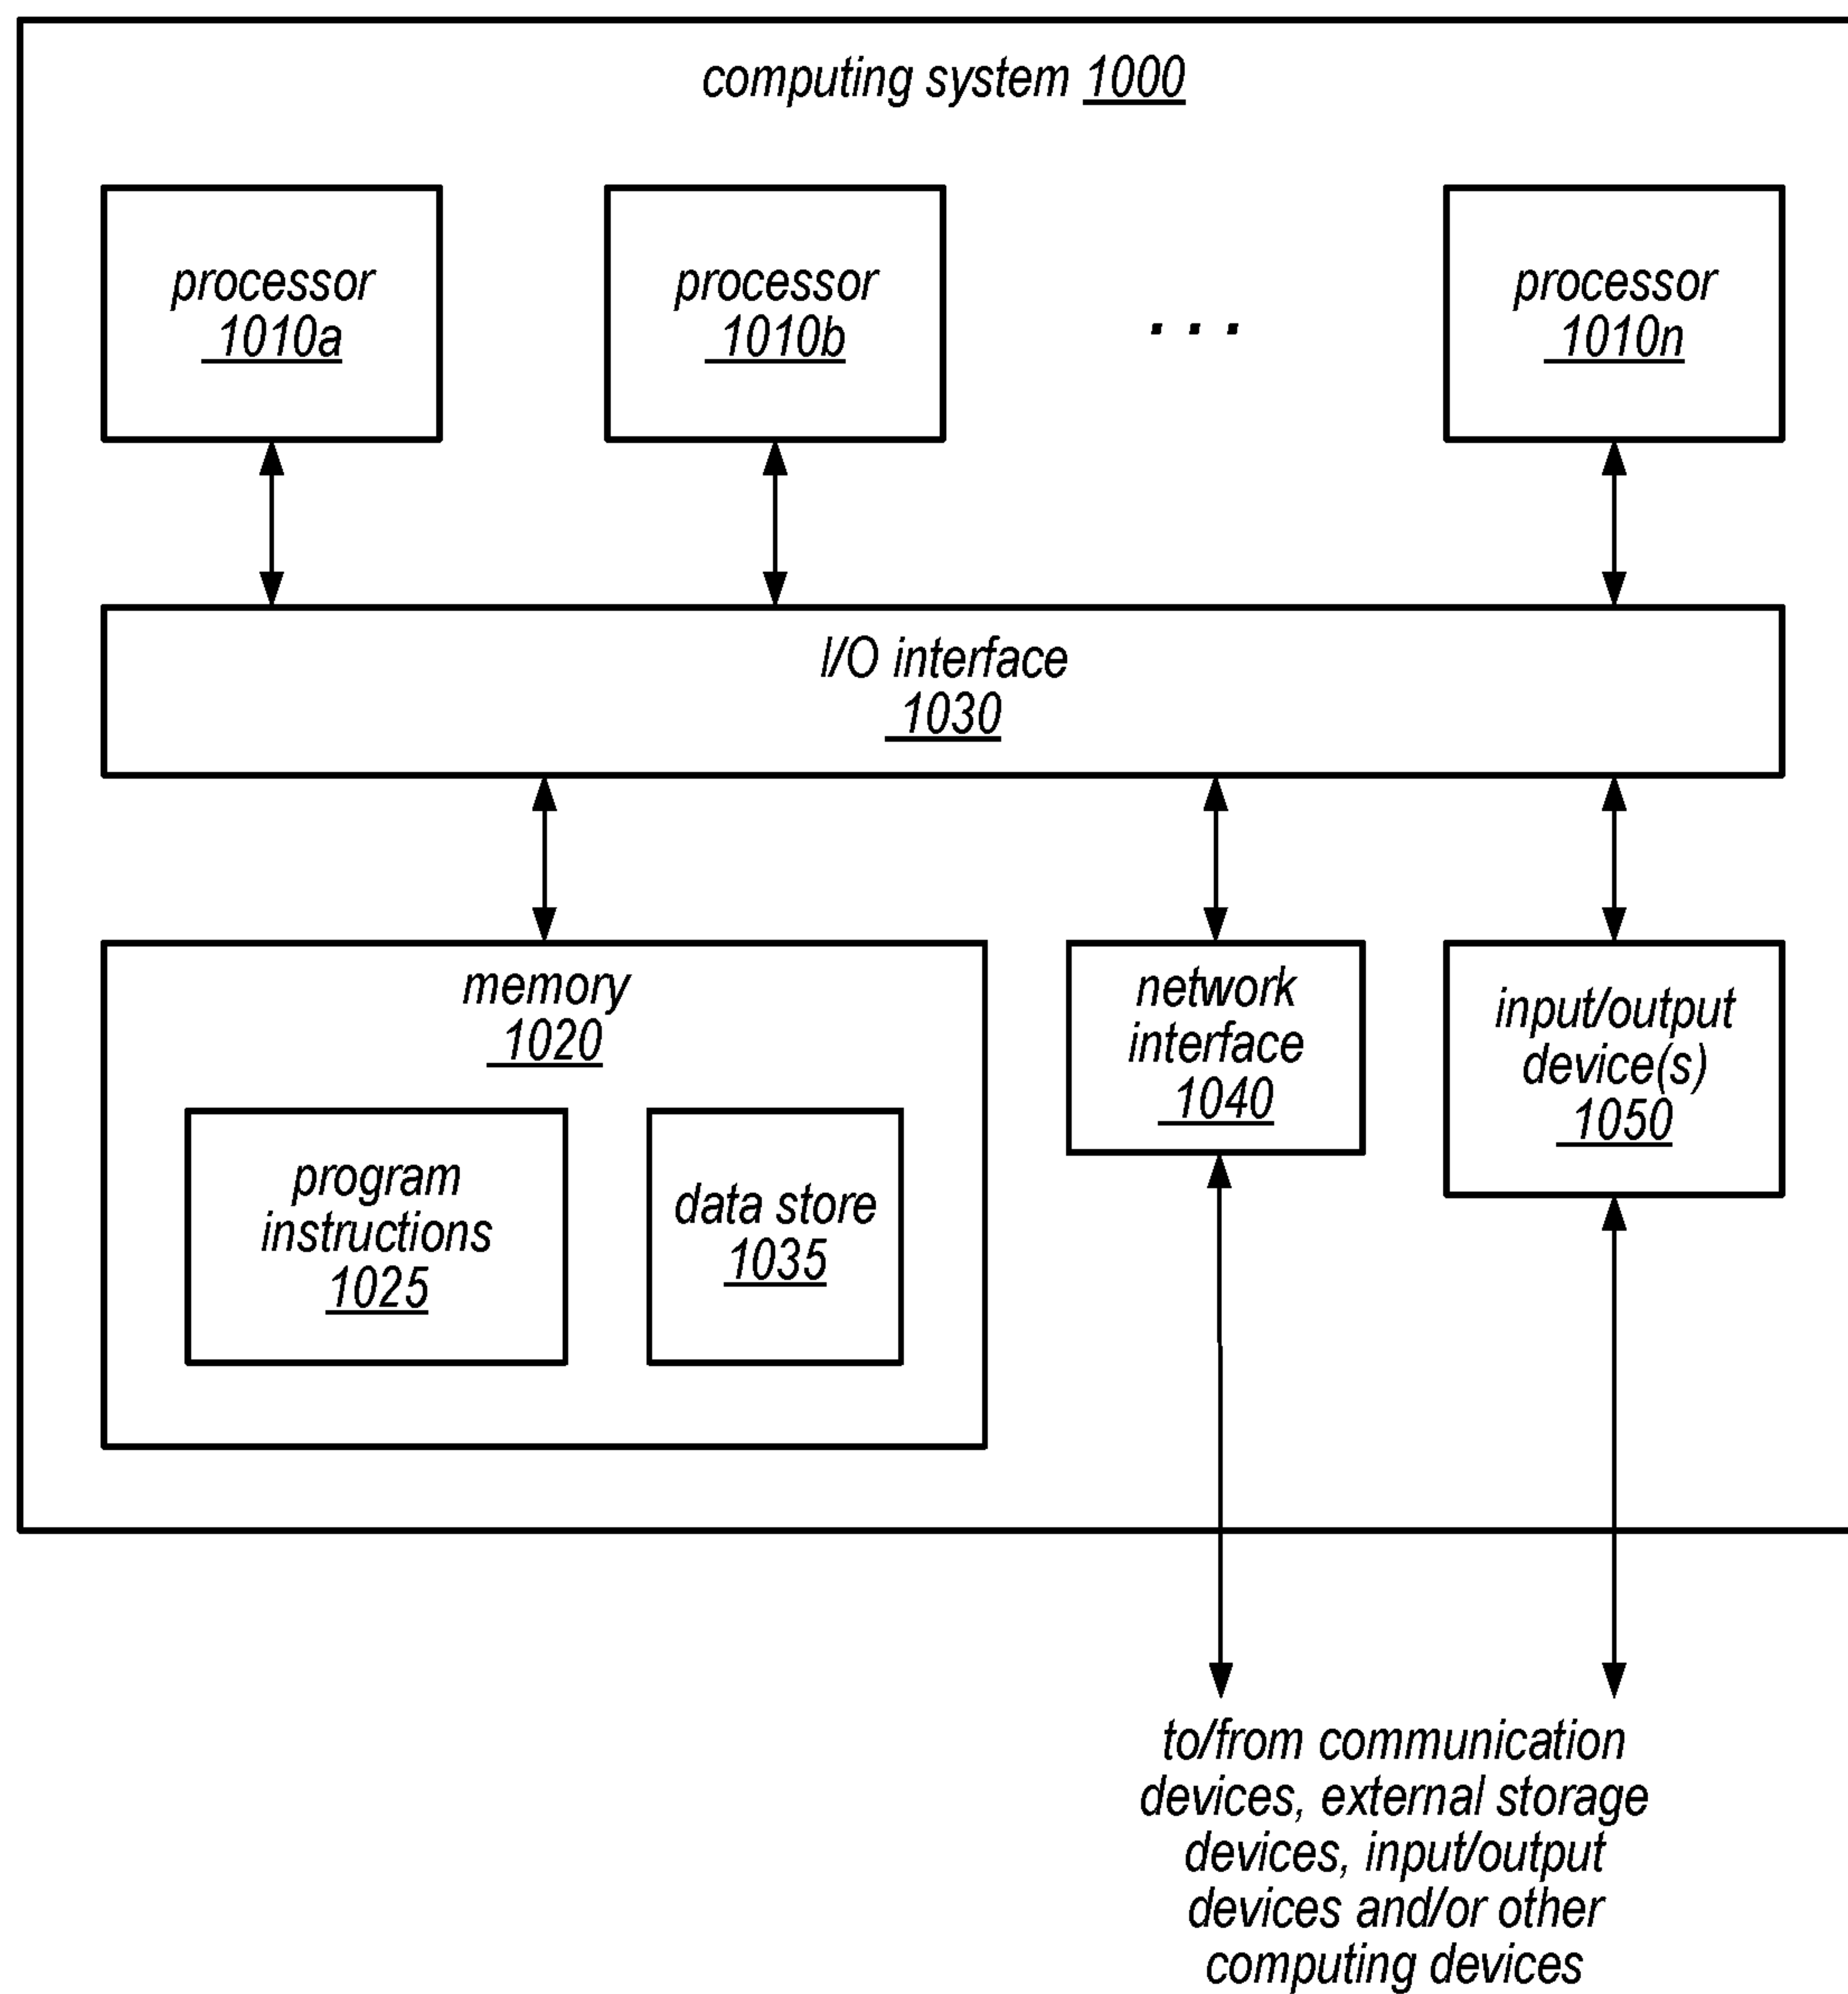 computing system 1000
processor
1010a
processor
1010b
. . .
processor
1010n
I/O interface
1030
memory
1020
program
instructions
1025
data store
1035
network
interface
1040
input/output
device(s)
1050
to/from communication
devices, external storage
devices, input/output
devices and/or other
computing devices